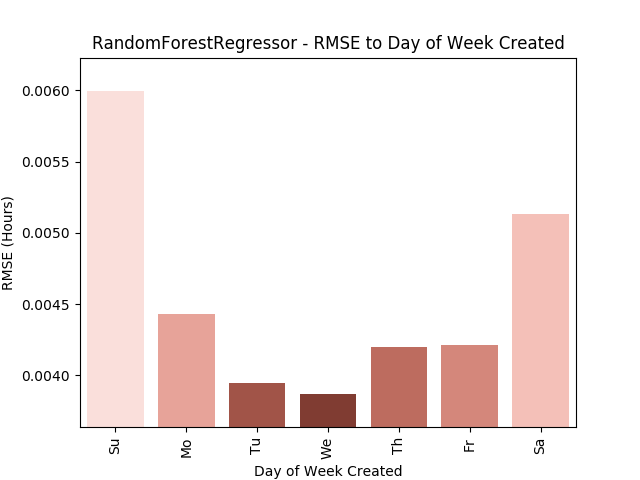 RandomForestRegressor - RMSE to Day of Week Created
RMSE (Hours)
0.0060
0.0055
0.0050
0.0045
0.0040
Su
Mo
Tu
We
Th
Fr
Sa
Day of Week Created